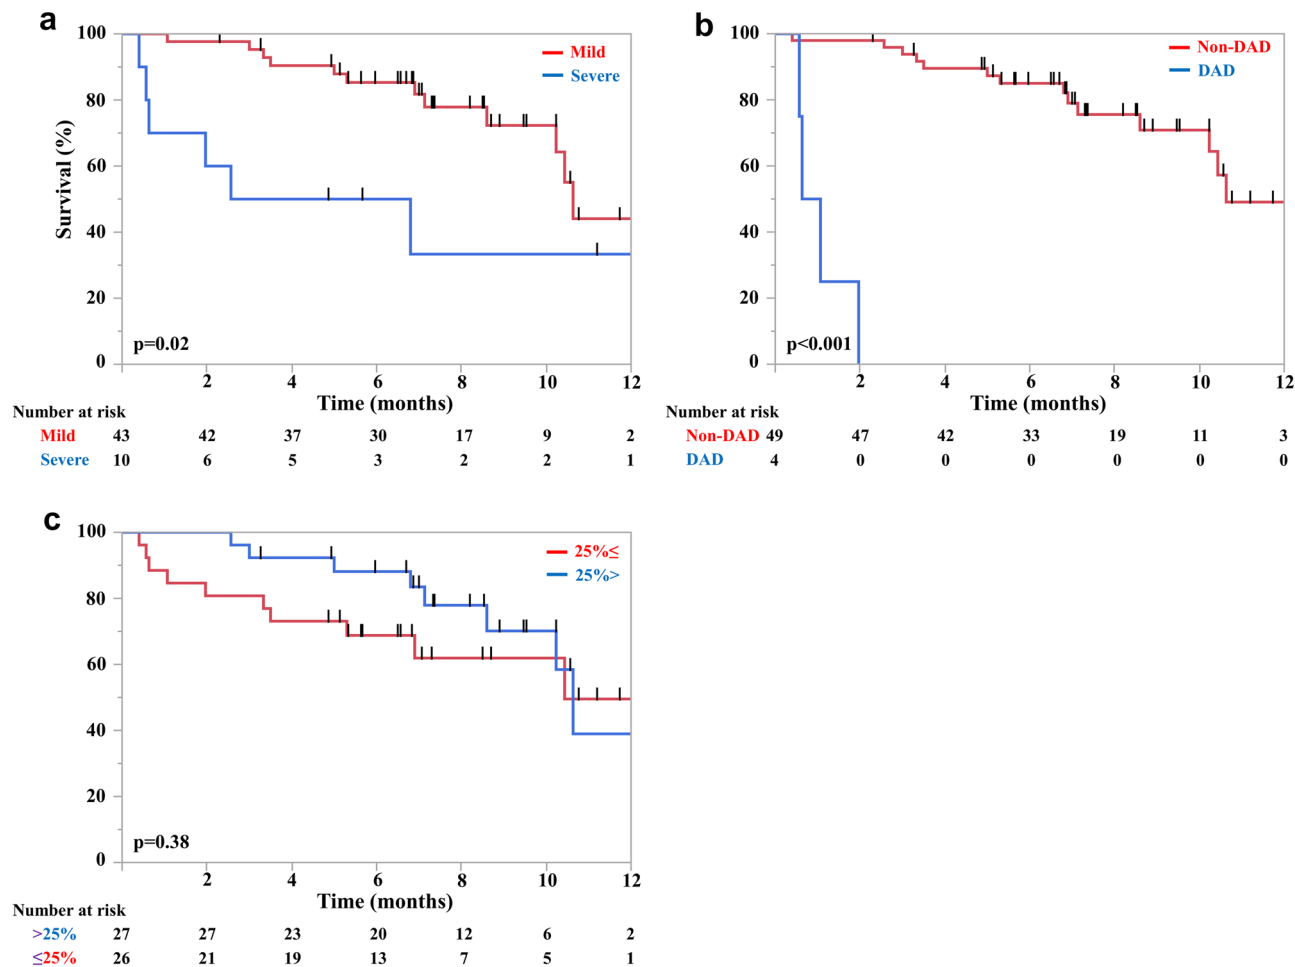 a
100
80
60
40
20
0
Survival (%)
Mild
Severe
p=0.02
2 4 6 8 10 12
Time (months)
Number at risk
Mild 43 42 37 30 17 9 2
Severe 10 6 5 3 2 2 1
b
100
80
60
40
20
0
Non-DAD
DAD
p<0.001
2 4 6 8 10 12
Time (months)
Number at risk
Non-DAD 49 47 42 33 19 11 3
DAD 4 0 0 0 0 0 0
c
100
80
60
40
20
0
25%≤
25%>
p=0.38
2 4 6 8 10 12
Time (months)
Number at risk
>25% 27 27 23 20 12 6 2
≤25% 26 21 19 13 7 5 1